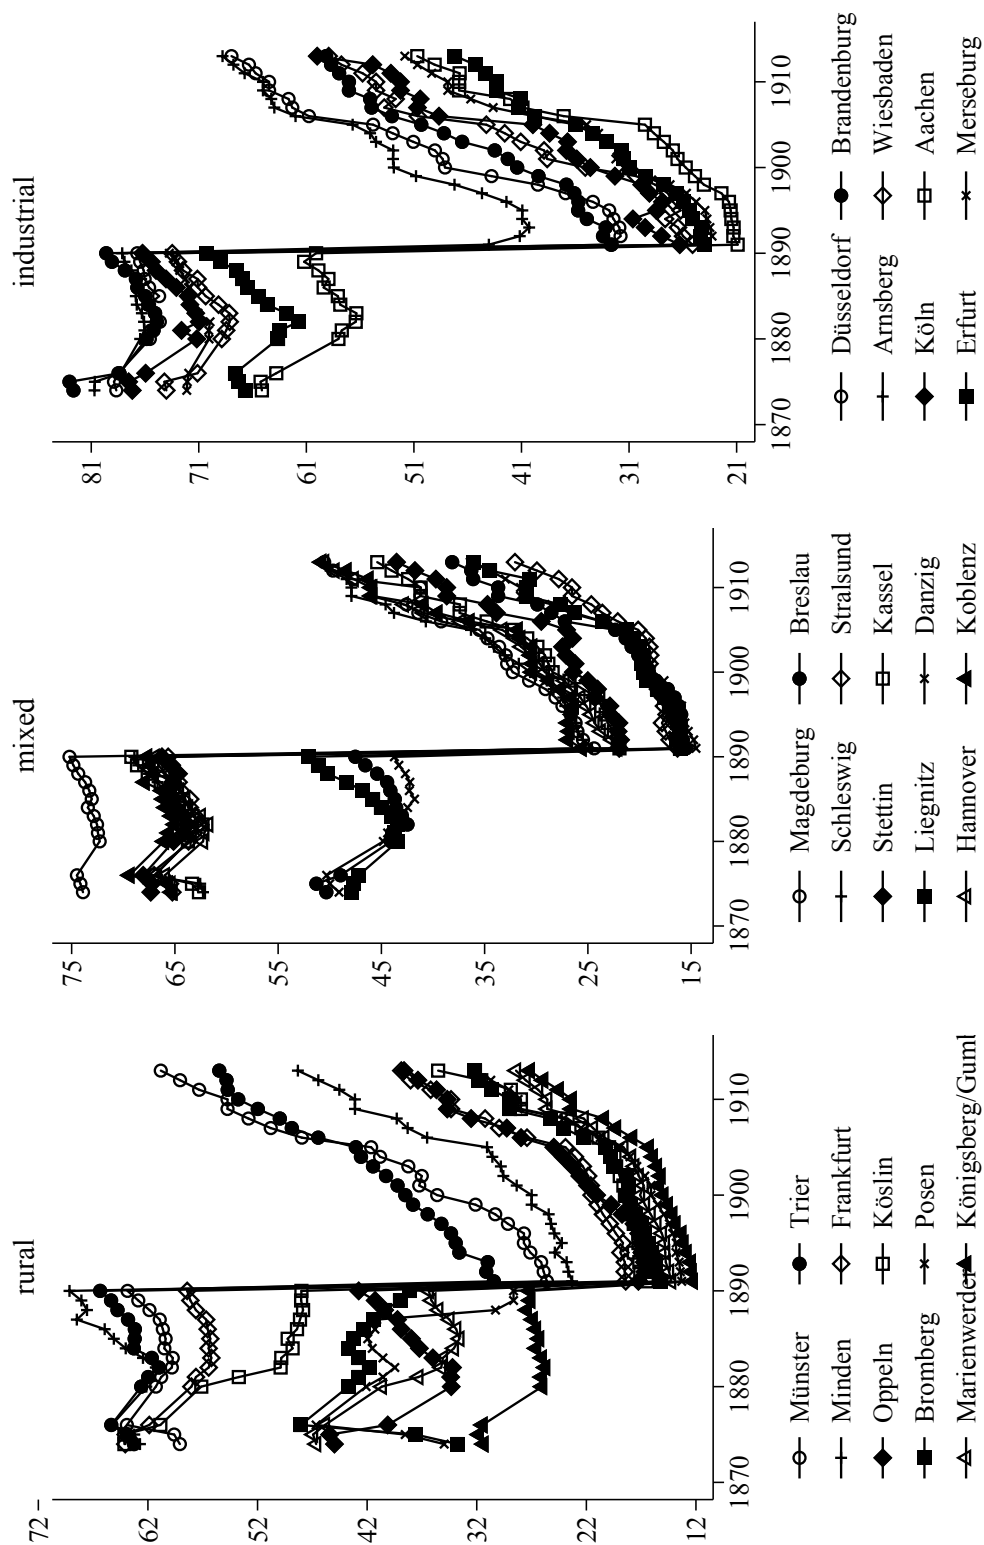 rural
72
62
52
42
32
22
12
1870 1880 1890 1900 1910
Münster Trier
Minden Frankfurt
Oppeln Köslin
Bromberg Posen
Marienwerder Königsberg/
mixed
75
65
55
45
35
25
15
1870 1880 1890 1900 1910
Magdeburg Breslau
Schleswig Stralsund
Stettin Kassel
Liegnitz Danzig
Hannover Koblenz
industrial
81
71
61
51
41
31
21
1870 1880 1890 1900 1910
Düsseldorf Brandenburg
Arnsberg Wiesbaden
Köln Aachen
Erfurt Merseburg